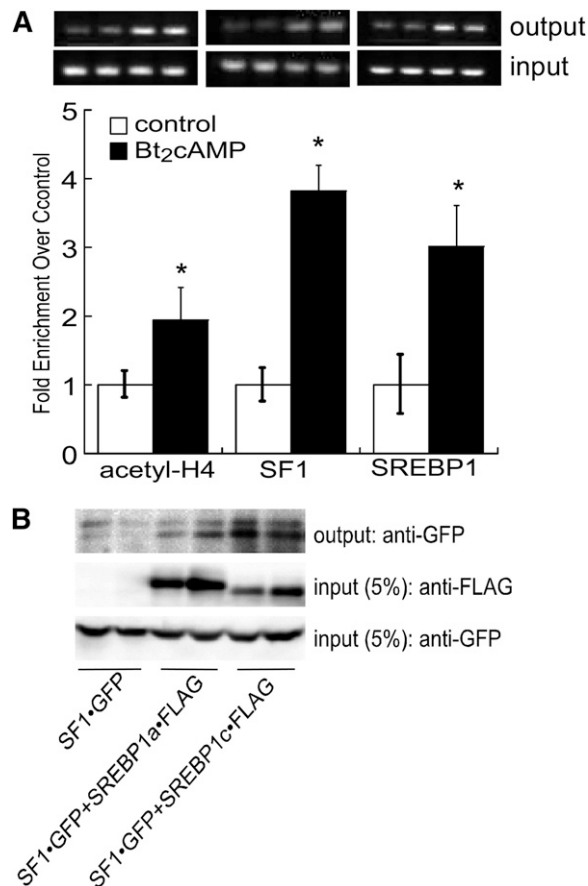 A
output
input
control
Bt₂cAMP
Fold Enrichment Over Ccontrol
5
4
3
2
1
0
*
*
*
acetyl-H4
SF1
SREBP1
B
output: anti-GFP
input (5%): anti-FLAG
input (5%): anti-GFP
SF1•GFP
SF1•GFP+SREBP1a•FLAG
SF1•GFP+SREBP1c•FLAG